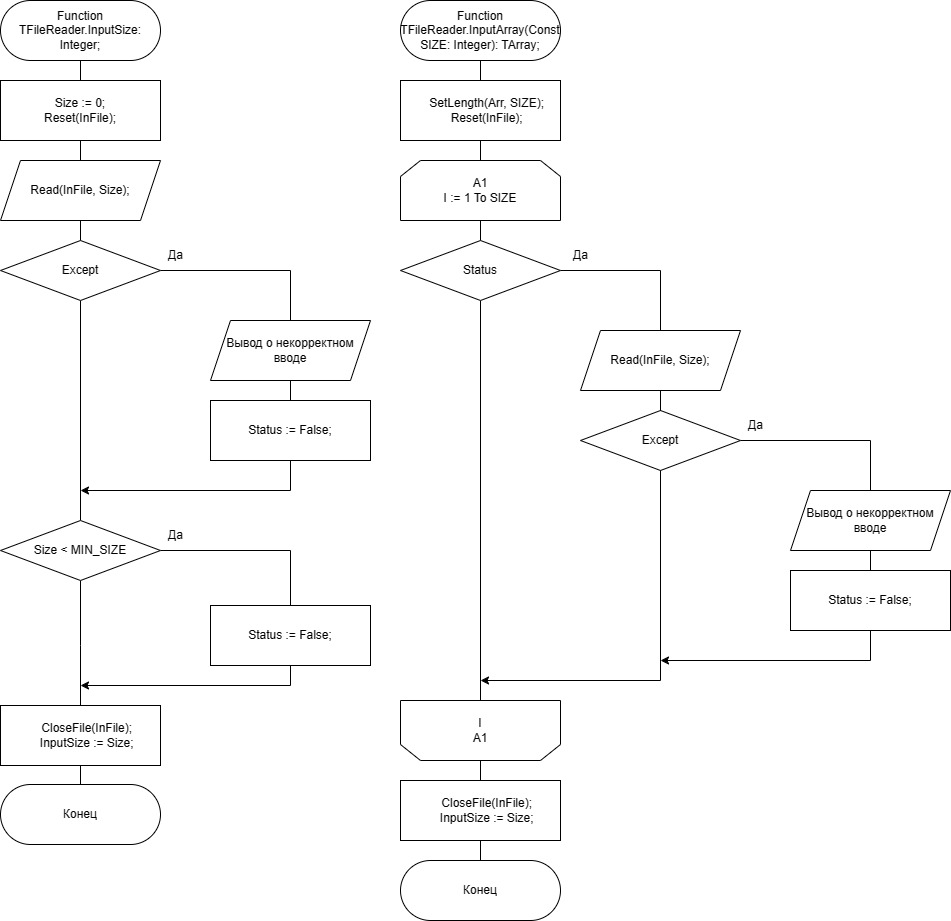 Function
TFileReader.InputSize:
Integer;
Size := 0;
Reset(InFile);
Read(InFile, Size);
Except
Да
Вывод о некорректном
вводе
Status := False;
Size < MIN_SIZE
Да
Status := False;
CloseFile(InFile);
InputSize := Size;
Конец
Function
TFileReader.InputArray(Const
SIZE: Integer): TArray;
SetLength(Arr, SIZE);
Reset(InFile);
A1
I := 1 To SIZE
Status
Да
Read(InFile, Size);
Except
Да
Вывод о некорректном
вводе
Status := False;
I
A1
CloseFile(InFile);
InputSize := Size;
Конец